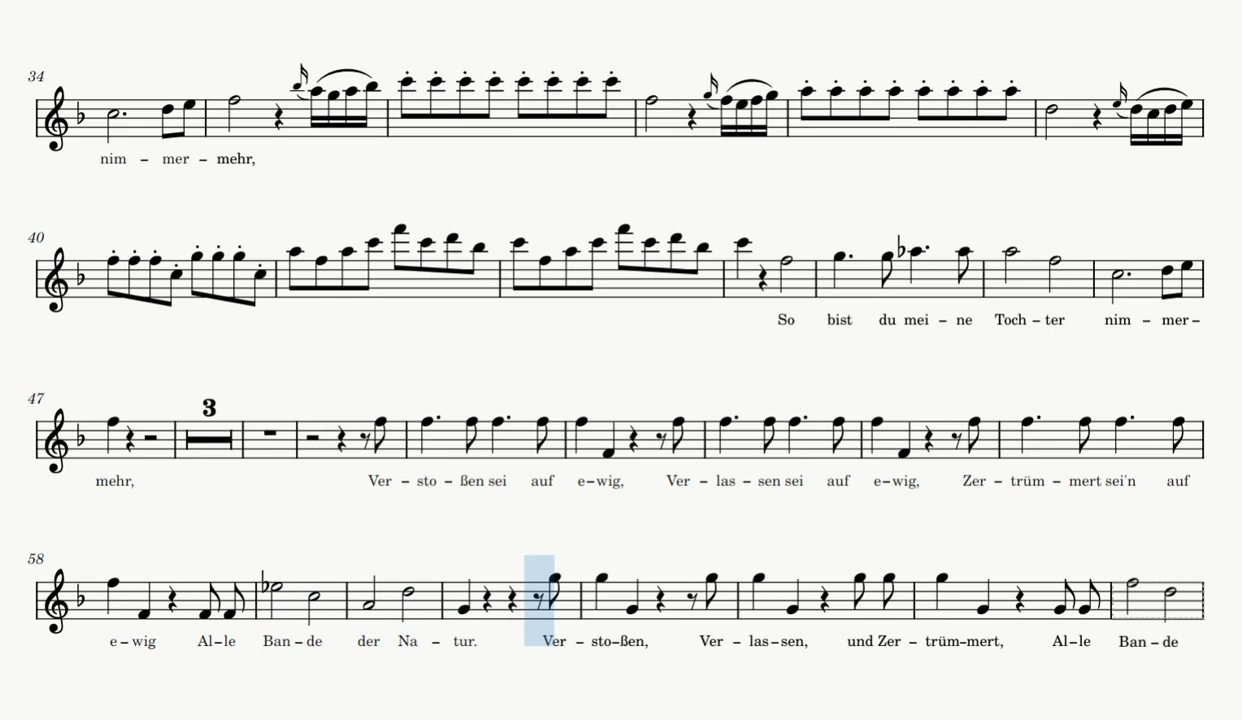 34
nim – mer – mehr,
40
So bist du mei – ne Toch – ter nim – mer –
47
3
mehr, Ver – sto – ßen sei auf e – wig, Ver – las – sen sei auf e – wig, Zer – trüm – mert sei'n auf
58
e – wig Al – le Ban – de der Na – tur. Ver – sto – ßen, Ver – las – sen, und Zer – trüm – mert, Al – le Ban – de